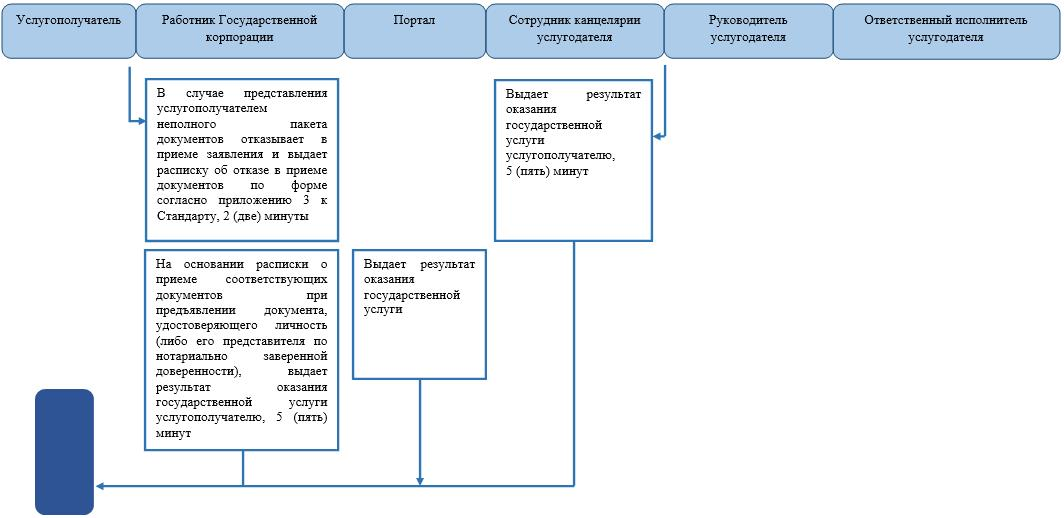 Услугополучатель
Работник Государственной
корпорации
Портал
Сотрудник канцелярии
услугодателя
Руководитель
услугодателя
Ответственный исполнитель
услугодателя
В случае представления
услугополучателем
неполного пакета
документов отказывает в
приеме заявления и выдает
расписку об отказе в приеме
документов по форме
согласно приложению 3 к
Стандарту, 2 (две) минуты
Выдает результат
оказания
государственной
услуги
услугополучателю,
5 (пять) минут
На основании расписки о
приеме соответствующих
документов при
предъявлении документа,
удостоверяющего личность
(либо его представителя по
нотариально заверенной
доверенности), выдает
результат оказания
государственной услуги
услугополучателю, 5 (пять)
минут
Выдает результат
оказания
государственной
услуги